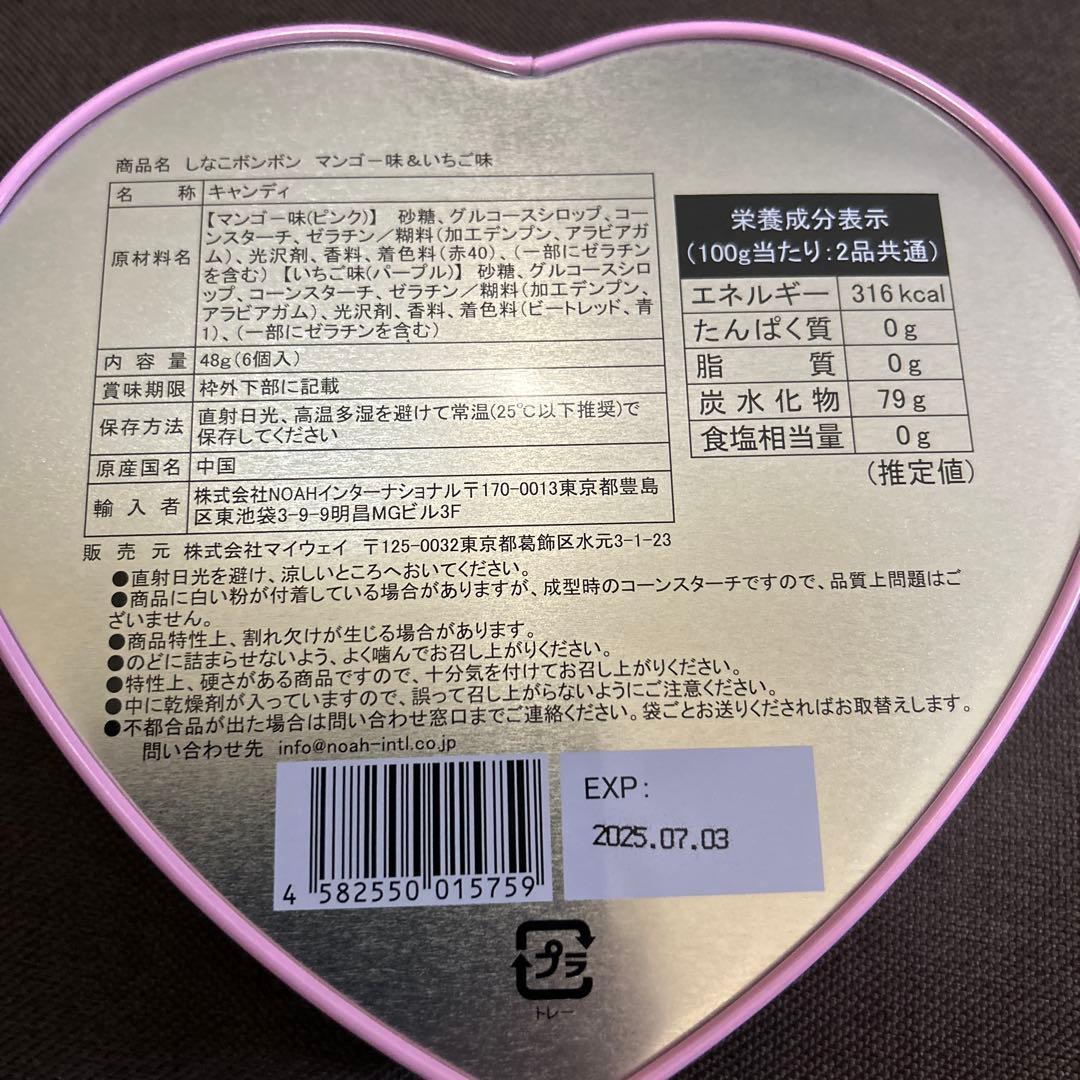 商品名 しなこボンボン マンゴー味&いちご味
名称 キャンディ
原材料名
【マンゴー味(ピンク)】 砂糖、グルコースシロップ、コー
ンスターチ、ゼラチン／糊料(加工デンプン、アラビアガ
ム)、光沢剤、香料、着色料(赤40)、(一部にゼラチン
を含む)【いちご味(パープル)】 砂糖、グルコースシロ
ップ、コーンスターチ、ゼラチン／糊料(加工デンプン、
アラビアガム)、光沢剤、香料、着色料(ビートレッド、青
1)、(一部にゼラチンを含む)
内容量 48g(6個入)
賞味期限 枠外下部に記載
保存方法
直射日光、高温多湿を避けて常温(25℃以下推奨)で
保存してください
原産国名 中国
輸入者
株式会社NOAHインターナショナル〒170-0013東京都豊島
区東池袋3-9-9明昌MGビル3F
販売元 株式会社マイウェイ 〒125-0032東京都葛飾区水元3-1-23
●直射日光を避け、涼しいところへおいてください。
●商品に白い粉が付着している場合がありますが、成型時のコーンスターチですので、品質上問題はご
ざいません。
●商品特性上、割れ欠けが生じる場合があります。
●のどに詰まらせないよう、よく噛んでお召し上がりください。
●特性上、硬さがある商品ですので、十分気を付けてお召し上がりください。
●中に乾燥剤が入っていますので、誤って召し上がらないようにご注意ください。
●不都合品が出た場合は問い合わせ窓口までご連絡ください。袋ごとお送りくださればお取替えします。
問い合わせ先 info@noah-intl.co.jp
栄養成分表示
(100g当たり:2品共通)
エネルギー 316kcal
たんぱく質 0g
脂質 0g
炭水化物 79g
食塩相当量 0g
(推定値)
4 582550 015759
EXP:
2025.07.03
プラ
トレー